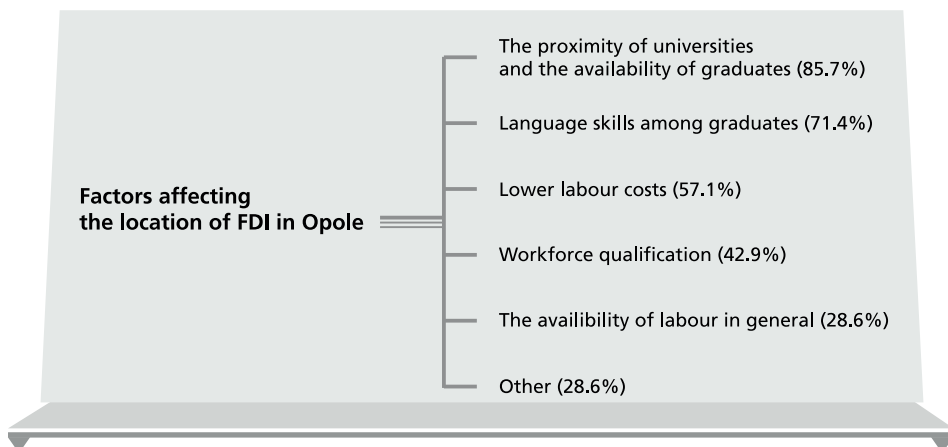 The proximity of universities
and the availability of graduates (85.7%)
Language skills among graduates (71.4%)
Lower labour costs (57.1%)
Factors affecting
the location of FDI in Opole
Workforce qualification (42.9%)
The availibility of labour in general (28.6%)
Other (28.6%)